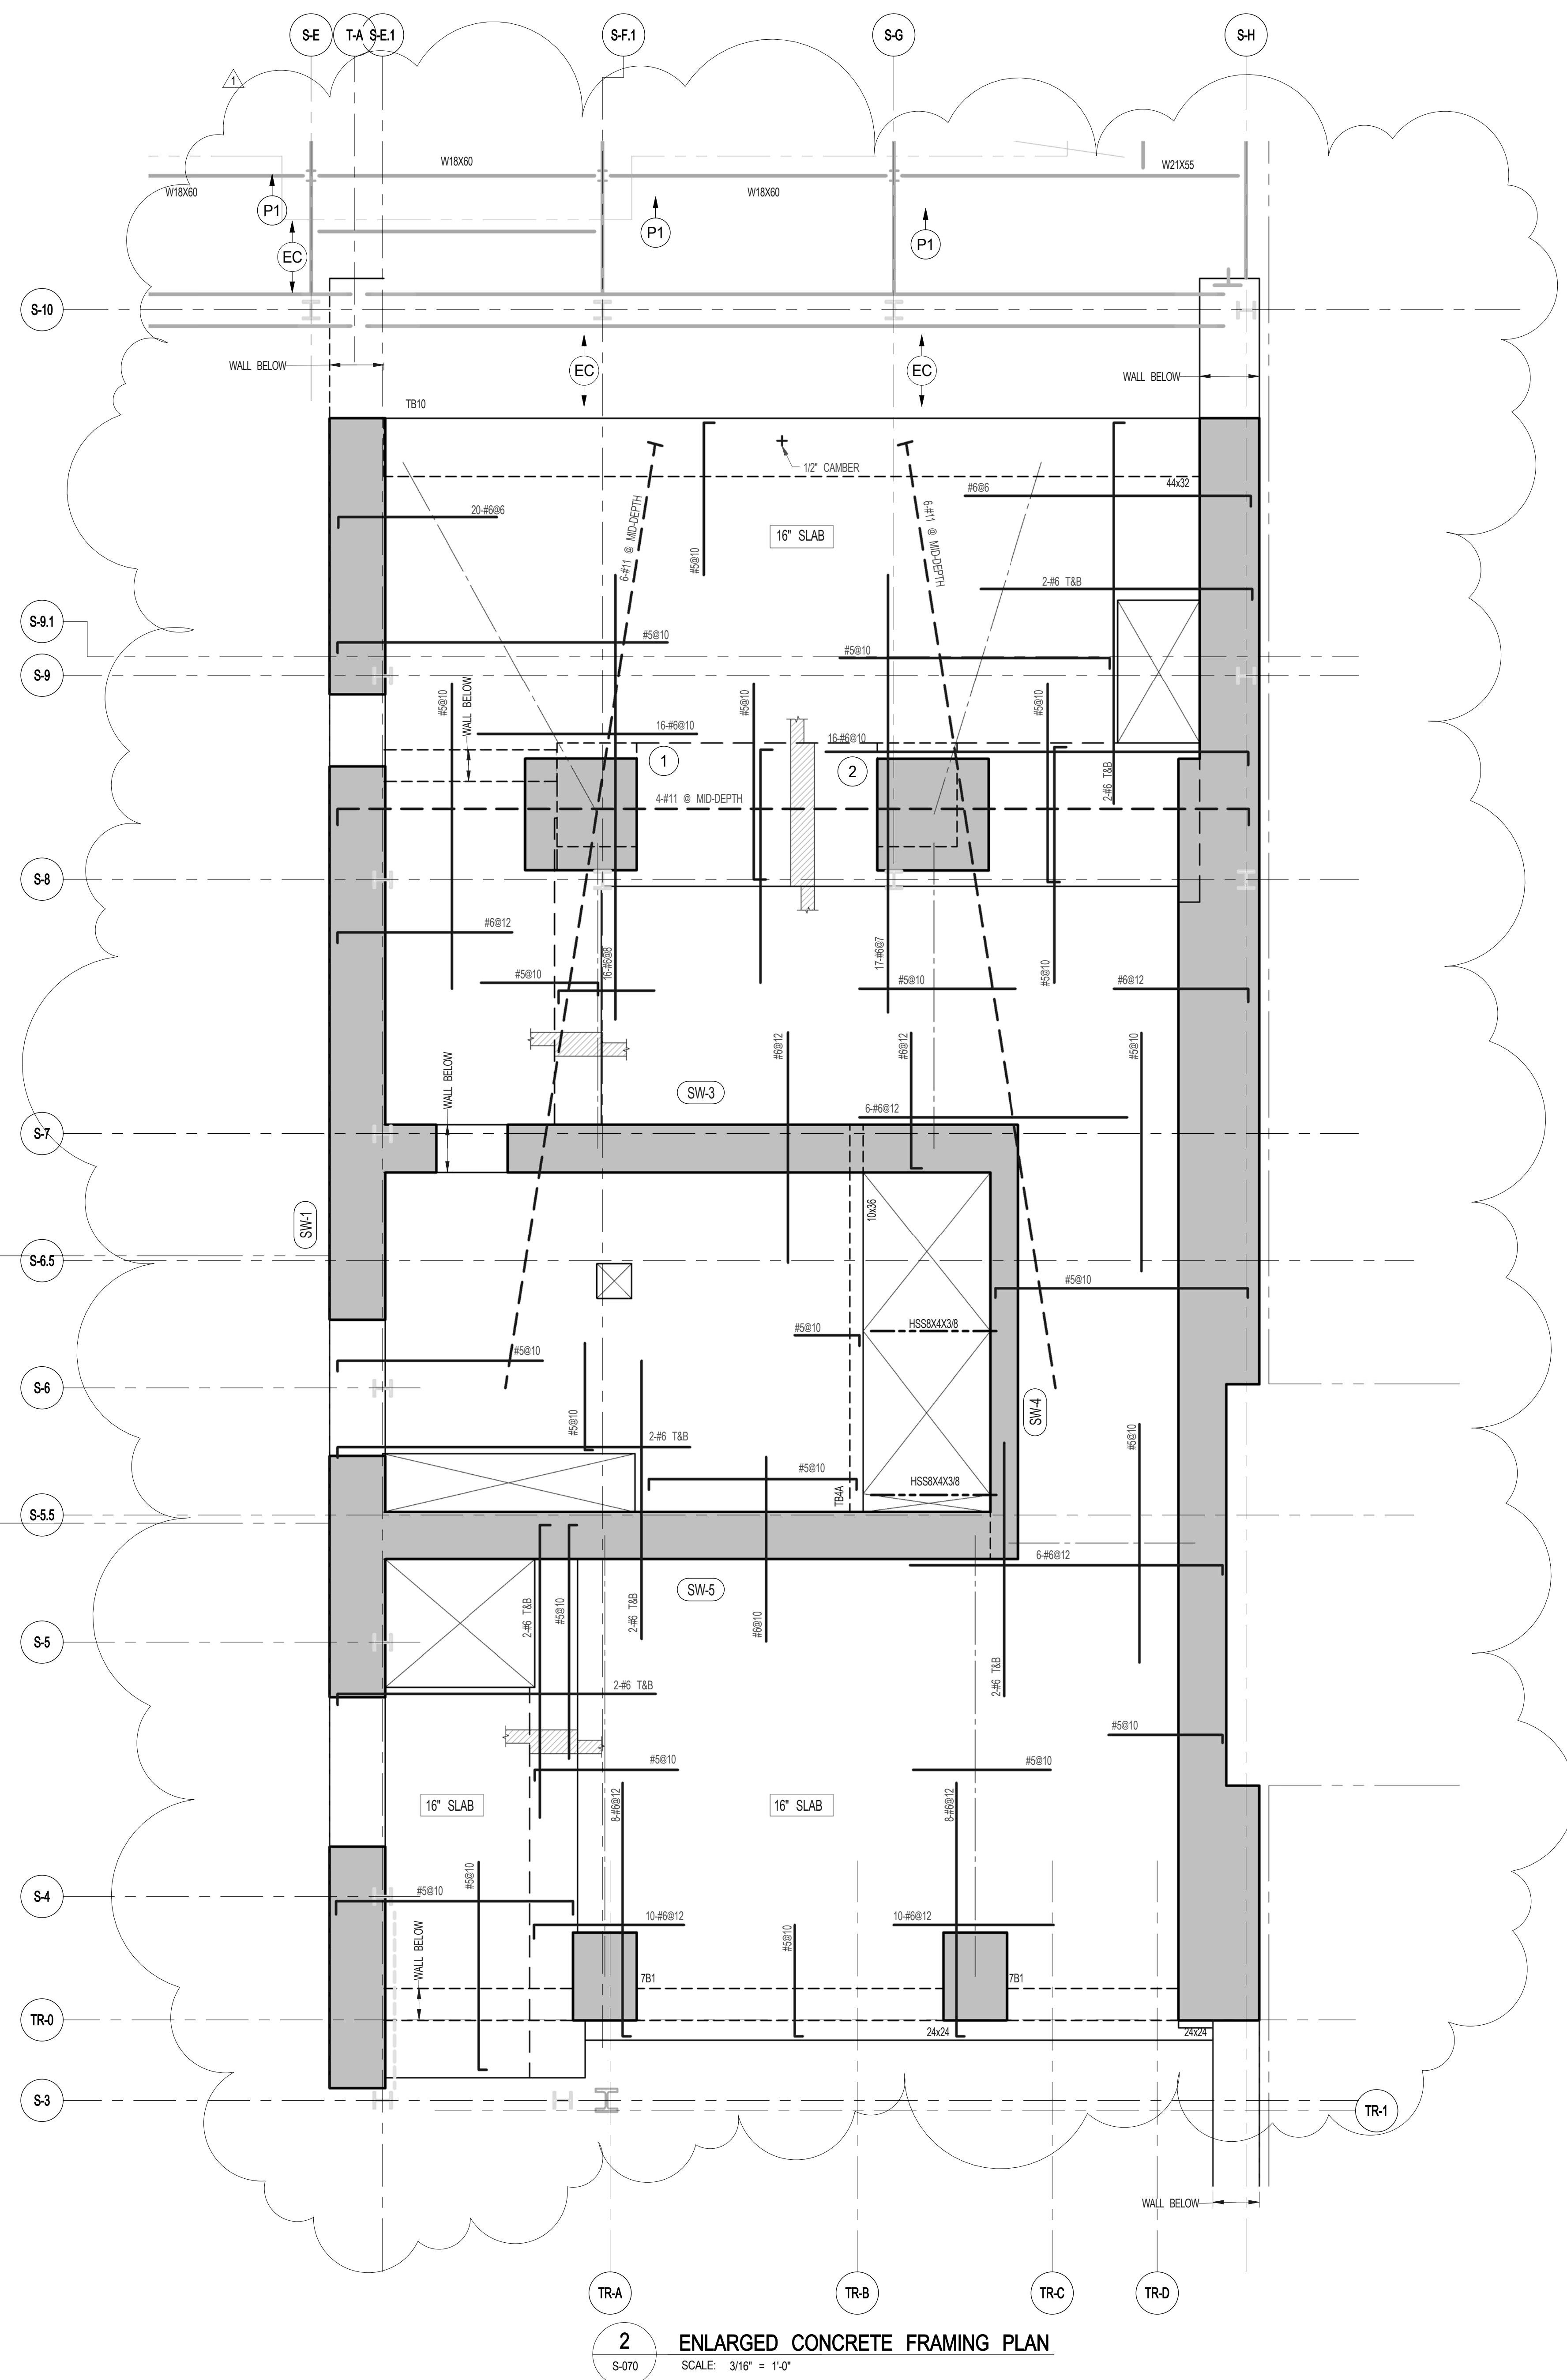 S-E
T-A
S-E.1
S-F.1
S-G
S-H
1
W18X60
W21X55
W18X60
W18X60
P1
P1
P1
EC
S-10
WALL BELOW
EC
EC
WALL BELOW
TB10
1/2" CAMBER
44x32
#6@6
20-#6@6
6-#11 @ MID-DEPTH
#5@10
16" SLAB
6-#11 @ MID-DEPTH
2-#6 T&B
S-9.1
#5@10
#5@10
S-9
#5@10
WALL BELOW
#5@10
#5@10
16-#6@10
16-#6@10
1
2
2-#6 T&B
4-#11 @ MID-DEPTH
S-8
#6@12
16-#6@8
17-#6@7
#5@10
#5@10
#5@10
#6@12
#6@12
#6@12
#5@10
WALL BELOW
SW-3
6-#6@12
S-7
SW-1
10x36
S-6.5
#5@10
#5@10
HSS8X4X3/8
#5@10
S-6
SW-4
#5@10
2-#6 T&B
#5@10
#5@10
HSS8X4X3/8
TB4A
S-5.5
6-#6@12
SW-5
2-#6 T&B
#5@10
2-#6 T&B
#6@10
S-5
2-#6 T&B
2-#6 T&B
#5@10
#5@10
#5@10
16" SLAB
16" SLAB
8-#6@12
8-#6@12
#5@10
S-4
#5@10
10-#6@12
10-#6@12
WALL BELOW
#5@10
7B1
7B1
TR-0
24x24
24x24
S-3
TR-1
WALL BELOW
TR-A
TR-B
TR-C
TR-D
2
S-070
ENLARGED CONCRETE FRAMING PLAN
SCALE: 3/16" = 1'-0"